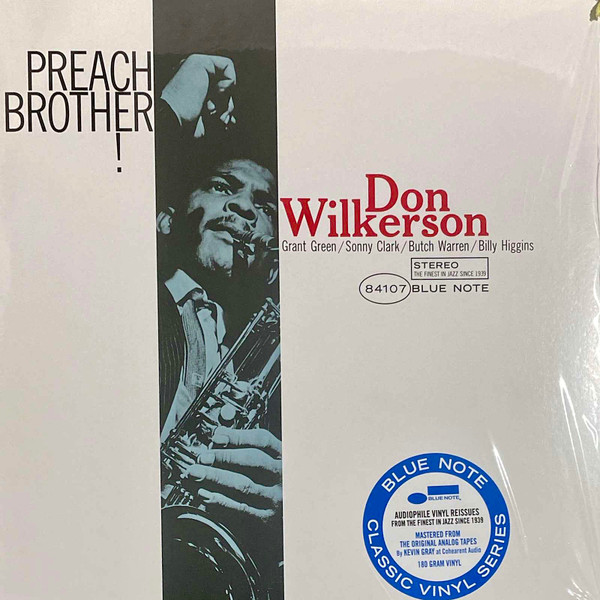 PREACH
BROTHER
!
Don
Wilkerson
Grant Green/Sonny Clark/Butch Warren/Billy Higgins
STEREO
THE FINEST IN JAZZ SINCE 1939
84107 BLUE NOTE
BLUE NOTE
BLUE NOTE
AUDIOPHILE VINYL REISSUES
FROM THE FINEST IN JAZZ SINCE 1939
MASTERED FROM
THE ORIGINAL ANALOG TAPES
By KEVIN GRAY at Cohearent Audio
180 GRAM VINYL
CLASSIC VINYL SERIES